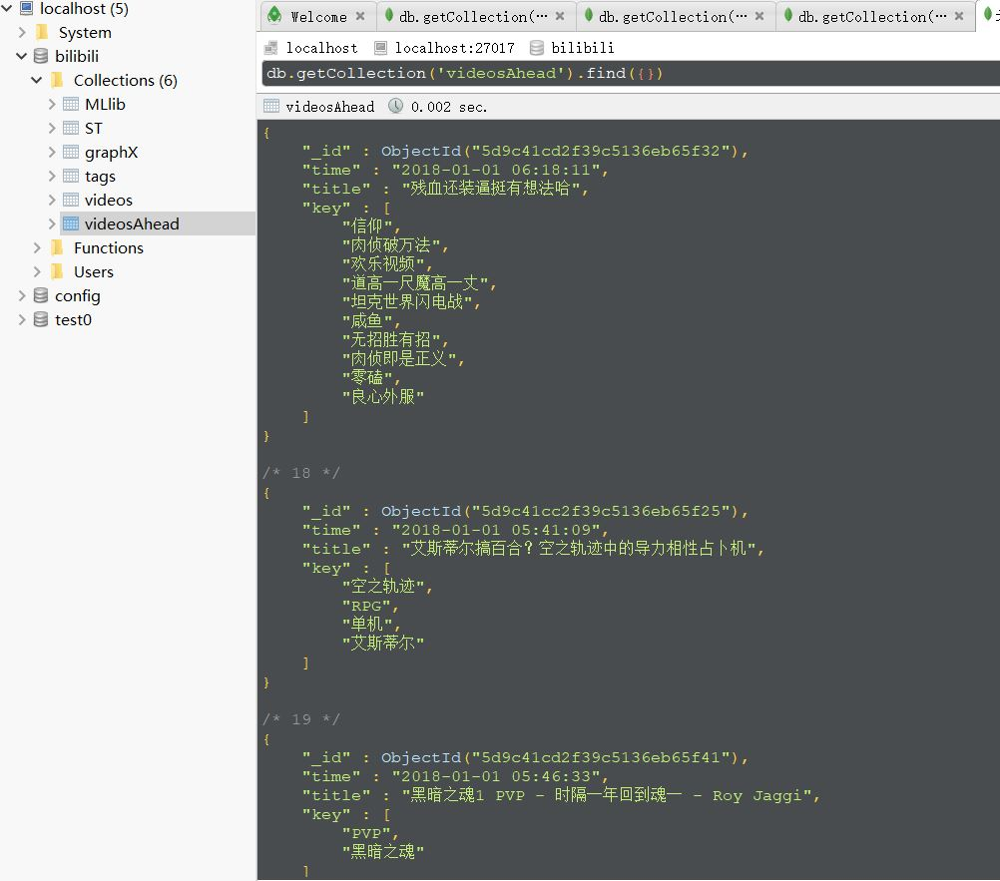 localhost (5)
System
bilibili
Collections (6)
MLlib
ST
graphX
tags
videos
videosAhead
Functions
Users
config
test0
Welcome × db.getCollection(··· × db.getCollection(··· × db.getCollection(··· ×
localhost localhost:27017 bilibili
db.getCollection('videosAhead').find({})
videosAhead 0.002 sec.
{
"_id" : ObjectId("5d9c41cd2f39c5136eb65f32"),
"time" : "2018-01-01 06:18:11",
"title" : "残血还装逼挺有想法哈",
"key" : [
"信仰",
"肉侦破万法",
"欢乐视频",
"道高一尺魔高一丈",
"坦克世界闪电战",
"咸鱼",
"无招胜有招",
"肉侦即是正义",
"零磕",
"良心外服"
]
}
/* 18 */
{
"_id" : ObjectId("5d9c41cc2f39c5136eb65f25"),
"time" : "2018-01-01 05:41:09",
"title" : "艾斯蒂尔搞百合？空之轨迹中的导力相性占卜机",
"key" : [
"空之轨迹",
"RPG",
"单机",
"艾斯蒂尔"
]
}
/* 19 */
{
"_id" : ObjectId("5d9c41cd2f39c5136eb65f41"),
"time" : "2018-01-01 05:46:33",
"title" : "黑暗之魂1 PVP - 时隔一年回到魂一 - Roy Jaggi",
"key" : [
"PVP",
"黑暗之魂"
]